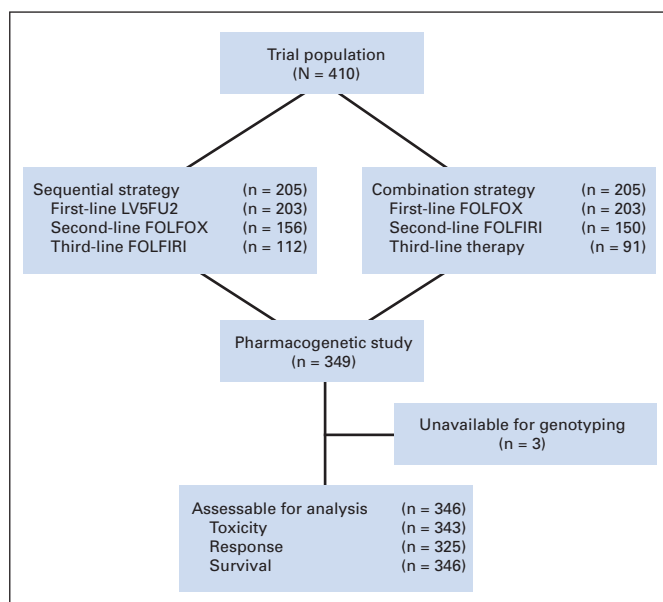 Trial population
(N = 410)
Sequential strategy (n = 205)
First-line LV5FU2 (n = 203)
Second-line FOLFOX (n = 156)
Third-line FOLFIRI (n = 112)
Combination strategy (n = 205)
First-line FOLFOX (n = 203)
Second-line FOLFIRI (n = 150)
Third-line therapy (n = 91)
Pharmacogenetic study
(n = 349)
Unavailable for genotyping
(n = 3)
Assessable for analysis (n = 346)
Toxicity (n = 343)
Response (n = 325)
Survival (n = 346)